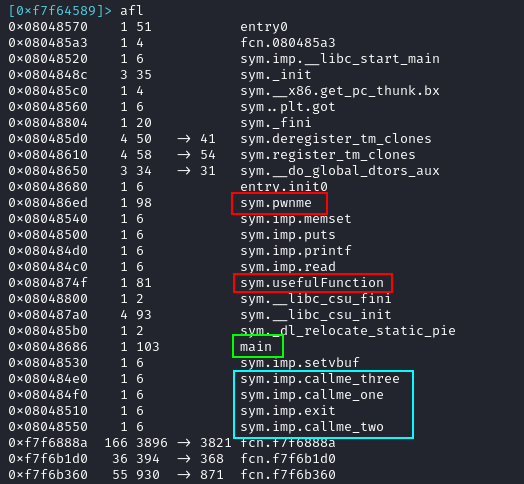 [0×f7f64589]> afl
0×08048570 1 51 entry0
0×080485a3 1 4 fcn.080485a3
0×08048520 1 6 sym.imp.__libc_start_main
0×0804848c 3 35 sym._init
0×080485c0 1 4 sym.__x86.get_pc_thunk.bx
0×08048560 1 6 sym..plt.got
0×08048804 1 20 sym._fini
0×080485d0 4 50 → 41 sym.deregister_tm_clones
0×08048610 4 58 → 54 sym.register_tm_clones
0×08048650 3 34 → 31 sym.__do_global_dtors_aux
0×08048680 1 6 entry.init0
0×080486ed 1 98 sym.pwnme
0×08048540 1 6 sym.imp.memset
0×08048500 1 6 sym.imp.puts
0×080484d0 1 6 sym.imp.printf
0×080484c0 1 6 sym.imp.read
0×0804874f 1 81 sym.usefulFunction
0×08048800 1 2 sym.__libc_csu_fini
0×080487a0 4 93 sym.__libc_csu_init
0×080485b0 1 2 sym._dl_relocate_static_pie
0×08048686 1 103 main
0×08048530 1 6 sym.imp.setvbuf
0×080484e0 1 6 sym.imp.callme_three
0×080484f0 1 6 sym.imp.callme_one
0×08048510 1 6 sym.imp.exit
0×08048550 1 6 sym.imp.callme_two
0×f7f6888a 166 3896 → 3821 fcn.f7f6888a
0×f7f6b1d0 36 394 → 368 fcn.f7f6b1d0
0×f7f6b360 55 930 → 871 fcn.f7f6b360